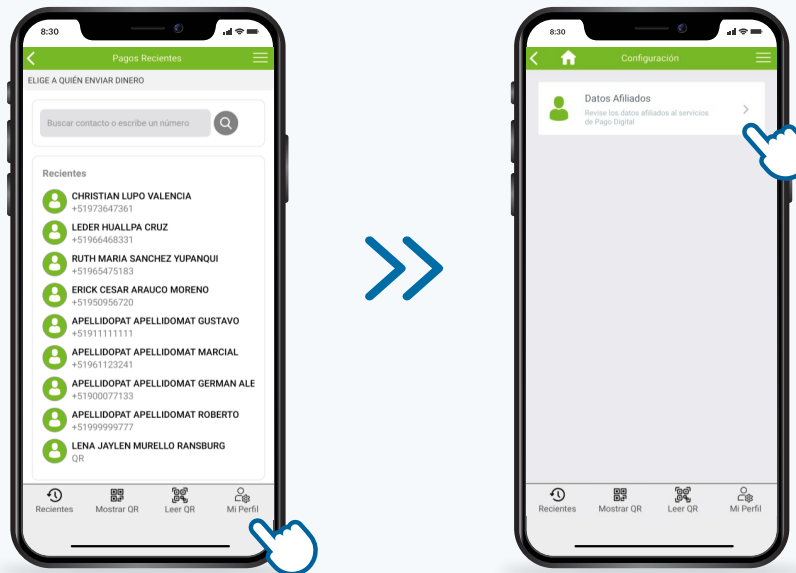 8:30
Pagos Recientes
ELIGE A QUIÉN ENVIAR DINERO
Buscar contacto o escribe un número
Recientes
CHRISTIAN LUPO VALENCIA
+51973647361
LEDER HUALLPA CRUZ
+51966468331
RUTH MARIA SANCHEZ YUPANQUI
+51965475183
ERICK CESAR ARAUCO MORENO
+51950956720
APELLIDOPAT APELLIDOMAT GUSTAVO
+51911111111
APELLIDOPAT APELLIDOMAT MARCIAL
+51961123241
APELLIDOPAT APELLIDOMAT GERMAN ALE
+51900077133
APELLIDOPAT APELLIDOMAT ROBERTO
+51999999777
LENA JAYLEN MURELLO RANSBURG
QR
Recientes Mostrar QR Leer QR Mi Perfil
8:30
Configuración
Datos Afiliados
Revise los datos afiliados al servicios
de Pago Digital
Recientes Mostrar QR Leer QR Mi Perfil